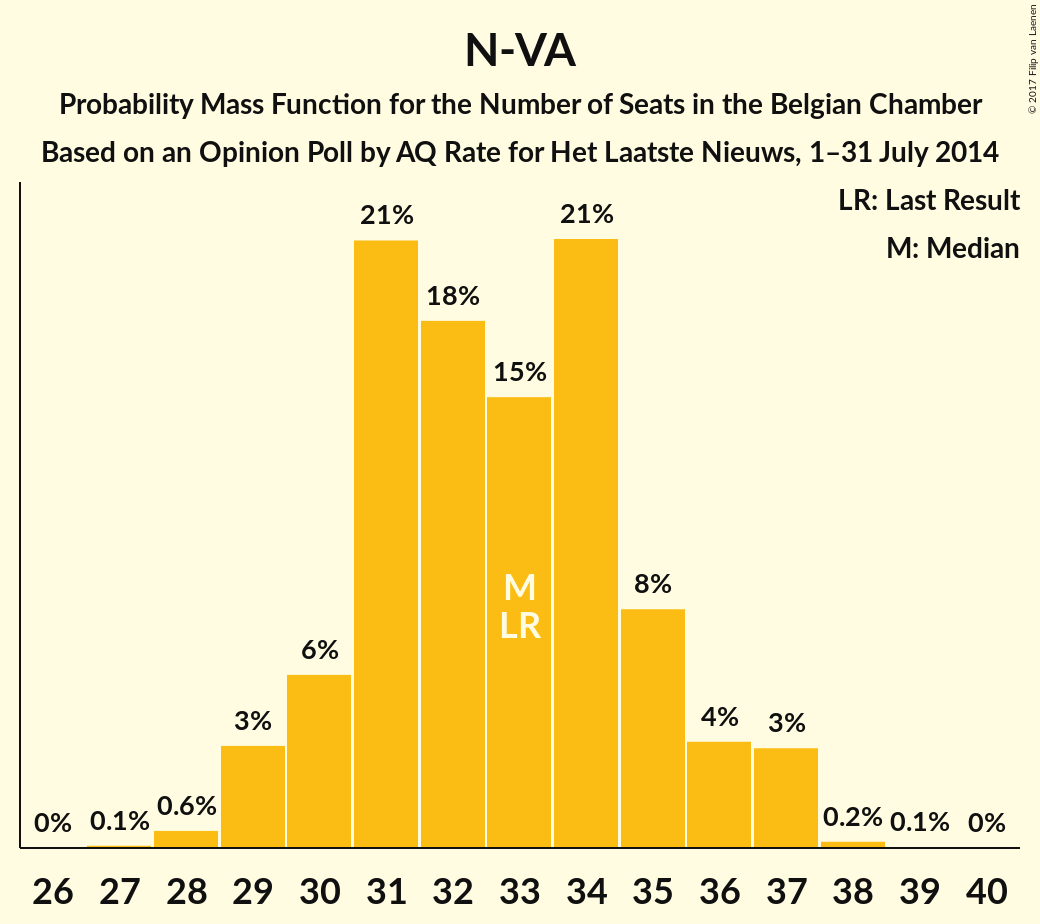 N-VA
Probability Mass Function for the Number of Seats in the Belgian Chamber
Based on an Opinion Poll by AQ Rate for Het Laatste Nieuws, 1–31 July 2014
© 2017 Filip van Laenen
LR: Last Result
M: Median
0%
0.1%
0.6%
3%
6%
21%
18%
15%
21%
8%
4%
3%
0.2%
0.1%
0%
M
LR
26 27 28 29 30 31 32 33 34 35 36 37 38 39 40